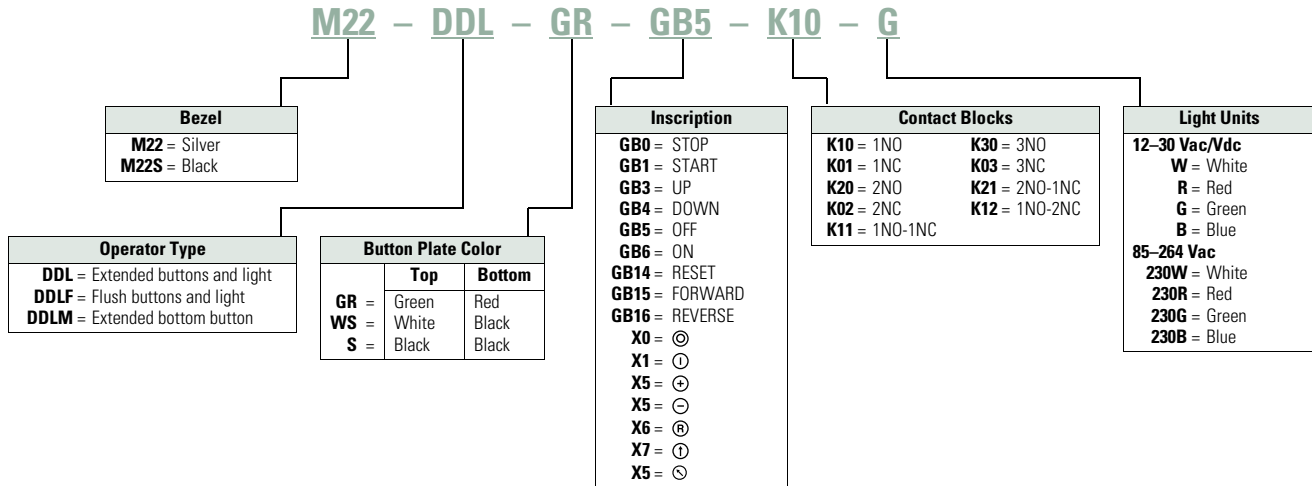 M22 – DDL – GR – GB5 – K10 – G
Bezel
M22 = Silver
M22S = Black
Operator Type
DDL = Extended buttons and light
DDLF = Flush buttons and light
DDLM = Extended bottom button
Button Plate Color
Top Bottom
GR = Green Red
WS = White Black
S = Black Black
Inscription
GB0 = STOP
GB1 = START
GB3 = UP
GB4 = DOWN
GB5 = OFF
GB6 = ON
GB14 = RESET
GB15 = FORWARD
GB16 = REVERSE
X0 = ◎
X1 = Ⓘ
X5 = ⊕
X5 = ⊖
X6 = Ⓡ
X7 = ⓵
X5 = ⍉
Contact Blocks
K10 = 1NO K30 = 3NO
K01 = 1NC K03 = 3NC
K20 = 2NO K21 = 2NO-1NC
K02 = 2NC K12 = 1NO-2NC
K11 = 1NO-1NC
Light Units
12–30 Vac/Vdc
W = White
R = Red
G = Green
B = Blue
85–264 Vac
230W = White
230R = Red
230G = Green
230B = Blue